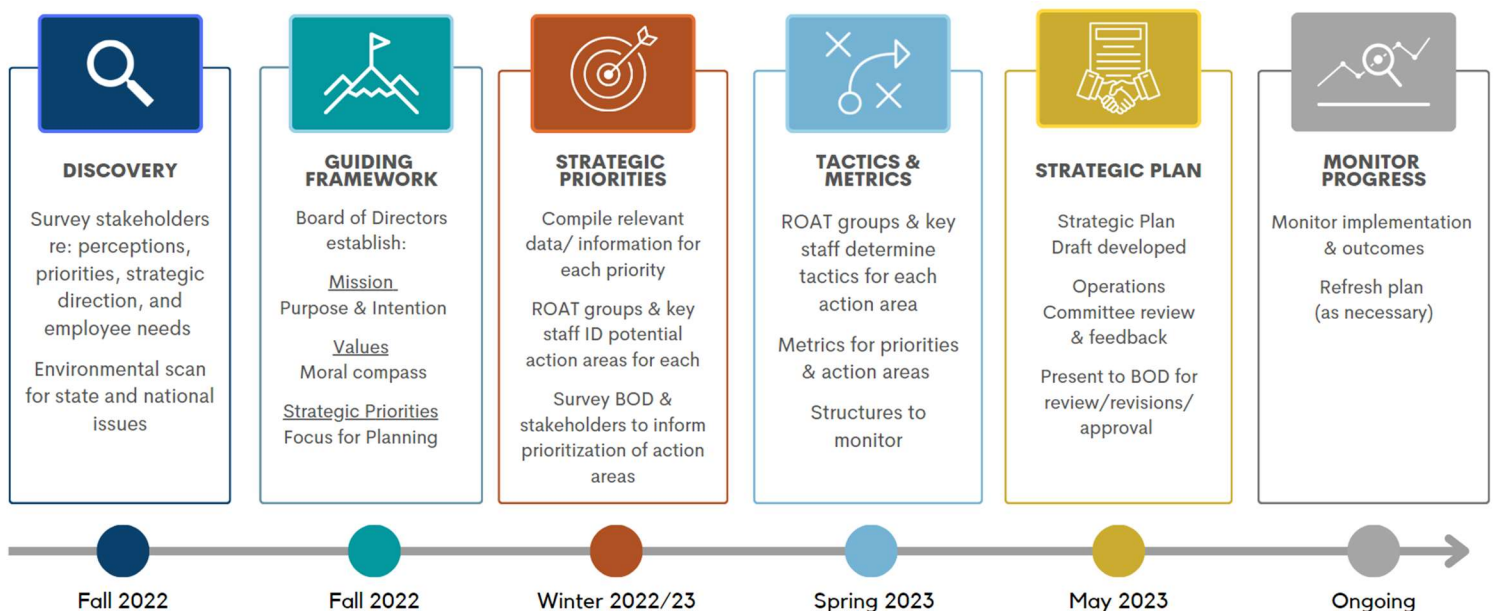 DISCOVERY
Survey stakeholders
re: perceptions,
priorities, strategic
direction, and
employee needs
Environmental scan
for state and national
issues
GUIDING
FRAMEWORK
Board of Directors
establish:
Mission
Purpose & Intention
Values
Moral compass
Strategic Priorities
Focus for Planning
STRATEGIC
PRIORITIES
Compile relevant
data/ information for
each priority
ROAT groups & key
staff ID potential
action areas for each
Survey BOD &
stakeholders to inform
prioritization of action
areas
TACTICS &
METRICS
ROAT groups & key
staff determine
tactics for each
action area
Metrics for priorities
& action areas
Structures to
monitor
STRATEGIC PLAN
Strategic Plan
Draft developed
Operations
Committee review
& feedback
Present to BOD for
review/revisions/
approval
MONITOR
PROGRESS
Monitor implementation
& outcomes
Refresh plan
(as necessary)
Fall 2022
Fall 2022
Winter 2022/23
Spring 2023
May 2023
Ongoing